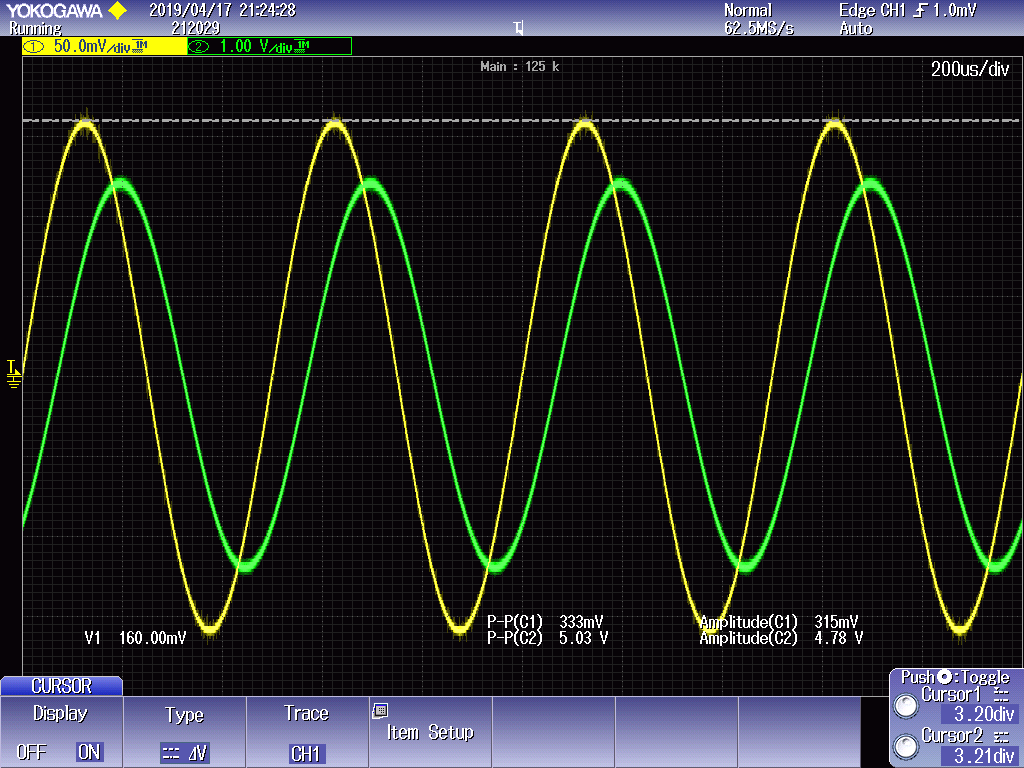 YOKOGAWA 2019/04/17 21:24:28 Normal Edge CH1 1.0mV
Running 212029 62.5MS/s Auto
1 50.0mV/div 1M 2 1.00 V/div 1M
Main : 125 k
200us/div
T
T
P-P(C1) 333mV Amplitude(C1) 315mV
V1 160.00mV P-P(C2) 5.03 V Amplitude(C2) 4.78 V
CURSOR
Display Type Trace Item Setup
OFF ON ΔV CH1
Push :Toggle
Cursor1
3.20div
Cursor2
3.21div